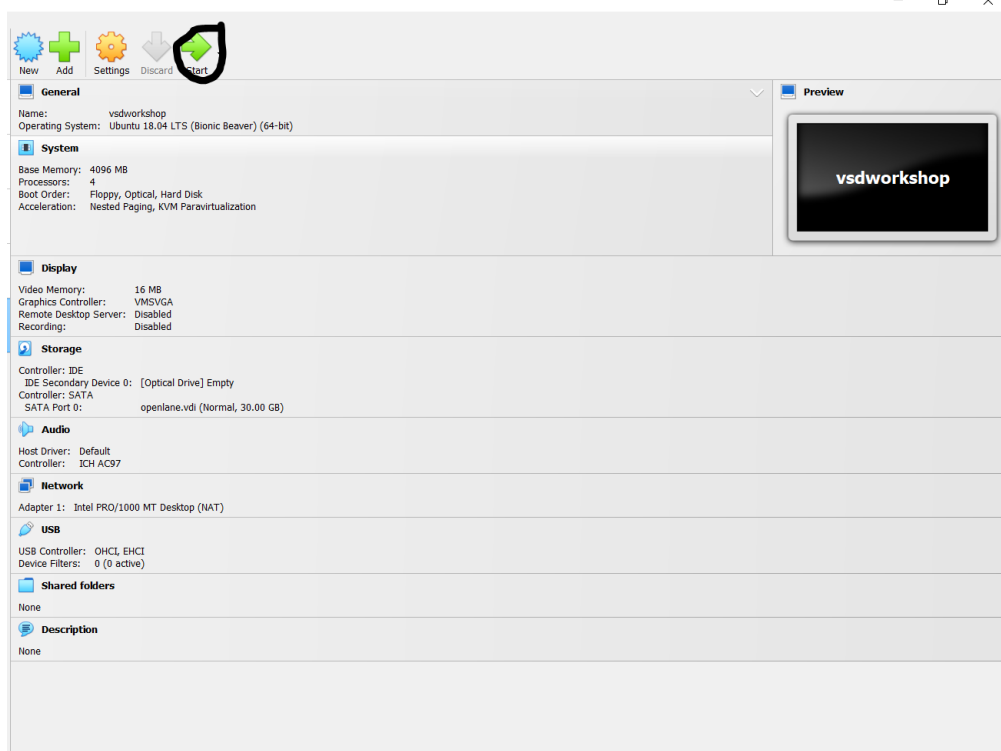 New Add Settings Discard Start
General
Name: vsdworkshop
Operating System: Ubuntu 18.04 LTS (Bionic Beaver) (64-bit)
Preview
vsdworkshop
System
Base Memory: 4096 MB
Processors: 4
Boot Order: Floppy, Optical, Hard Disk
Acceleration: Nested Paging, KVM Paravirtualization
Display
Video Memory: 16 MB
Graphics Controller: VMSVGA
Remote Desktop Server: Disabled
Recording: Disabled
Storage
Controller: IDE
IDE Secondary Device 0: [Optical Drive] Empty
Controller: SATA
SATA Port 0: openlane.vdi (Normal, 30.00 GB)
Audio
Host Driver: Default
Controller: ICH AC97
Network
Adapter 1: Intel PRO/1000 MT Desktop (NAT)
USB
USB Controller: OHCI, EHCI
Device Filters: 0 (0 active)
Shared folders
None
Description
None